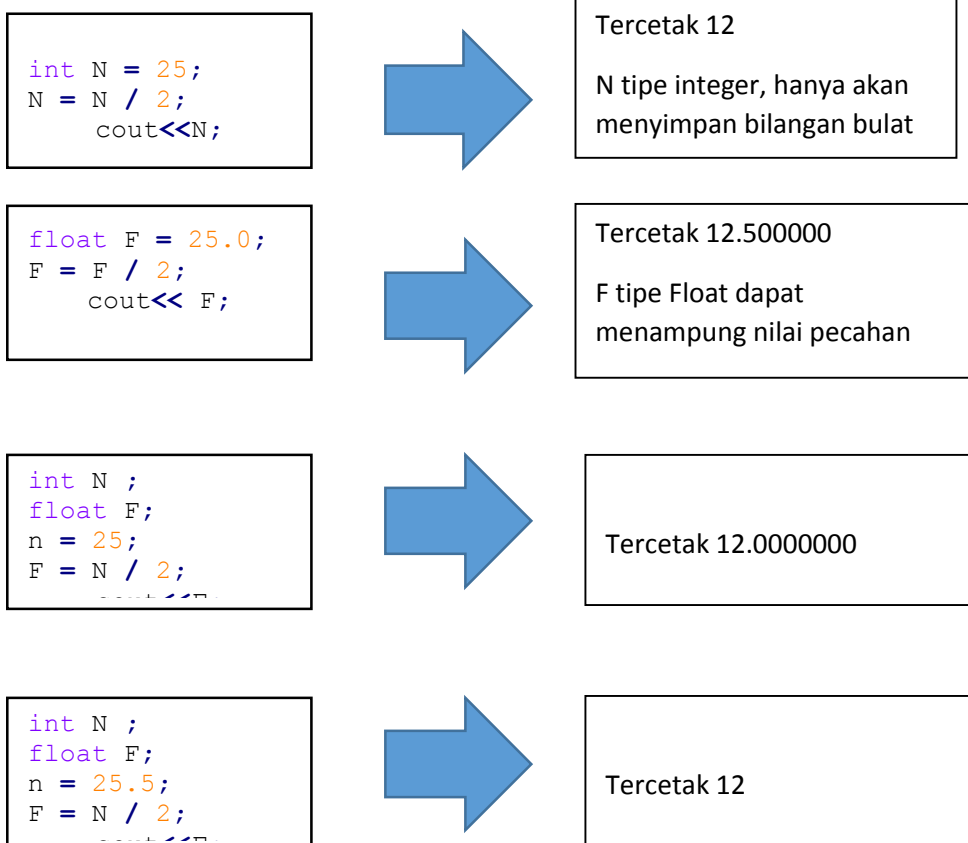 int N = 25;
N = N / 2;
cout<<N;
Tercetak 12
N tipe integer, hanya akan
menyimpan bilangan bulat
float F = 25.0;
F = F / 2;
cout<< F;
Tercetak 12.500000
F tipe Float dapat
menampung nilai pecahan
int N ;
float F;
n = 25;
F = N / 2;
Tercetak 12.0000000
int N ;
float F;
n = 25.5;
F = N / 2;
Tercetak 12